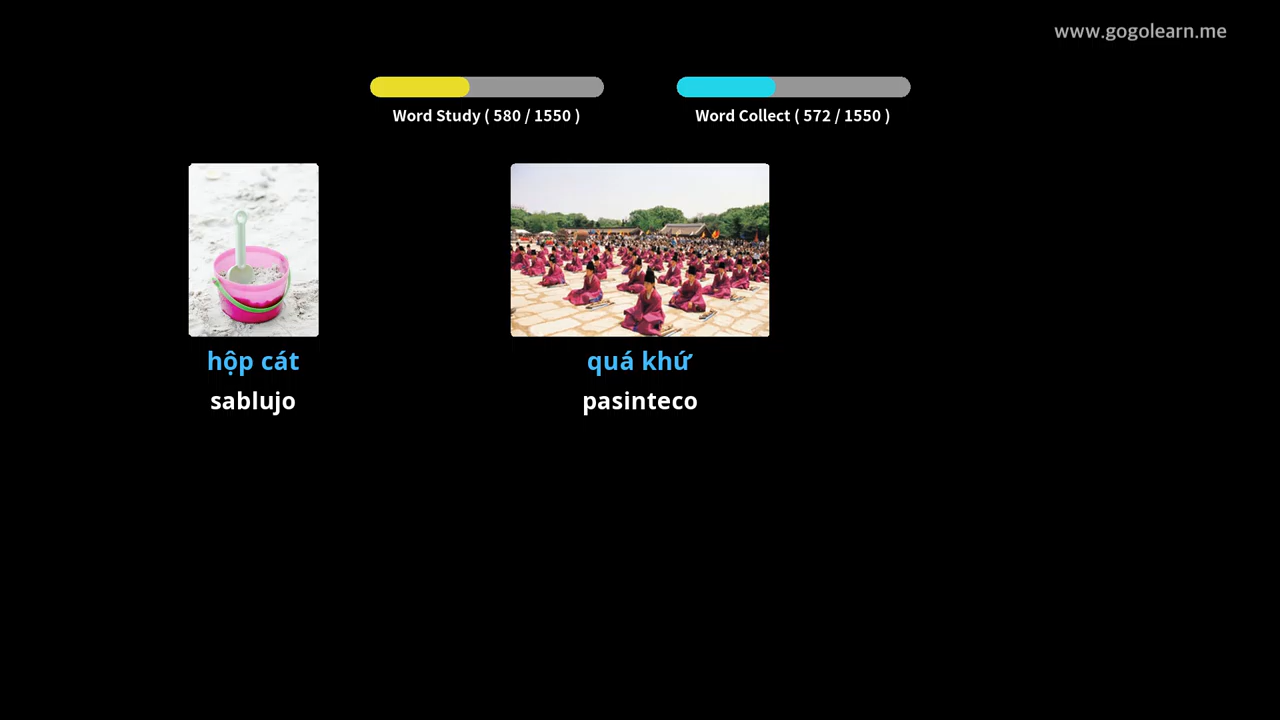 www.gogolearn.me
Word Study ( 580 / 1550 )
Word Collect ( 572 / 1550 )
hộp cát
sablujo
quá khứ
pasinteco